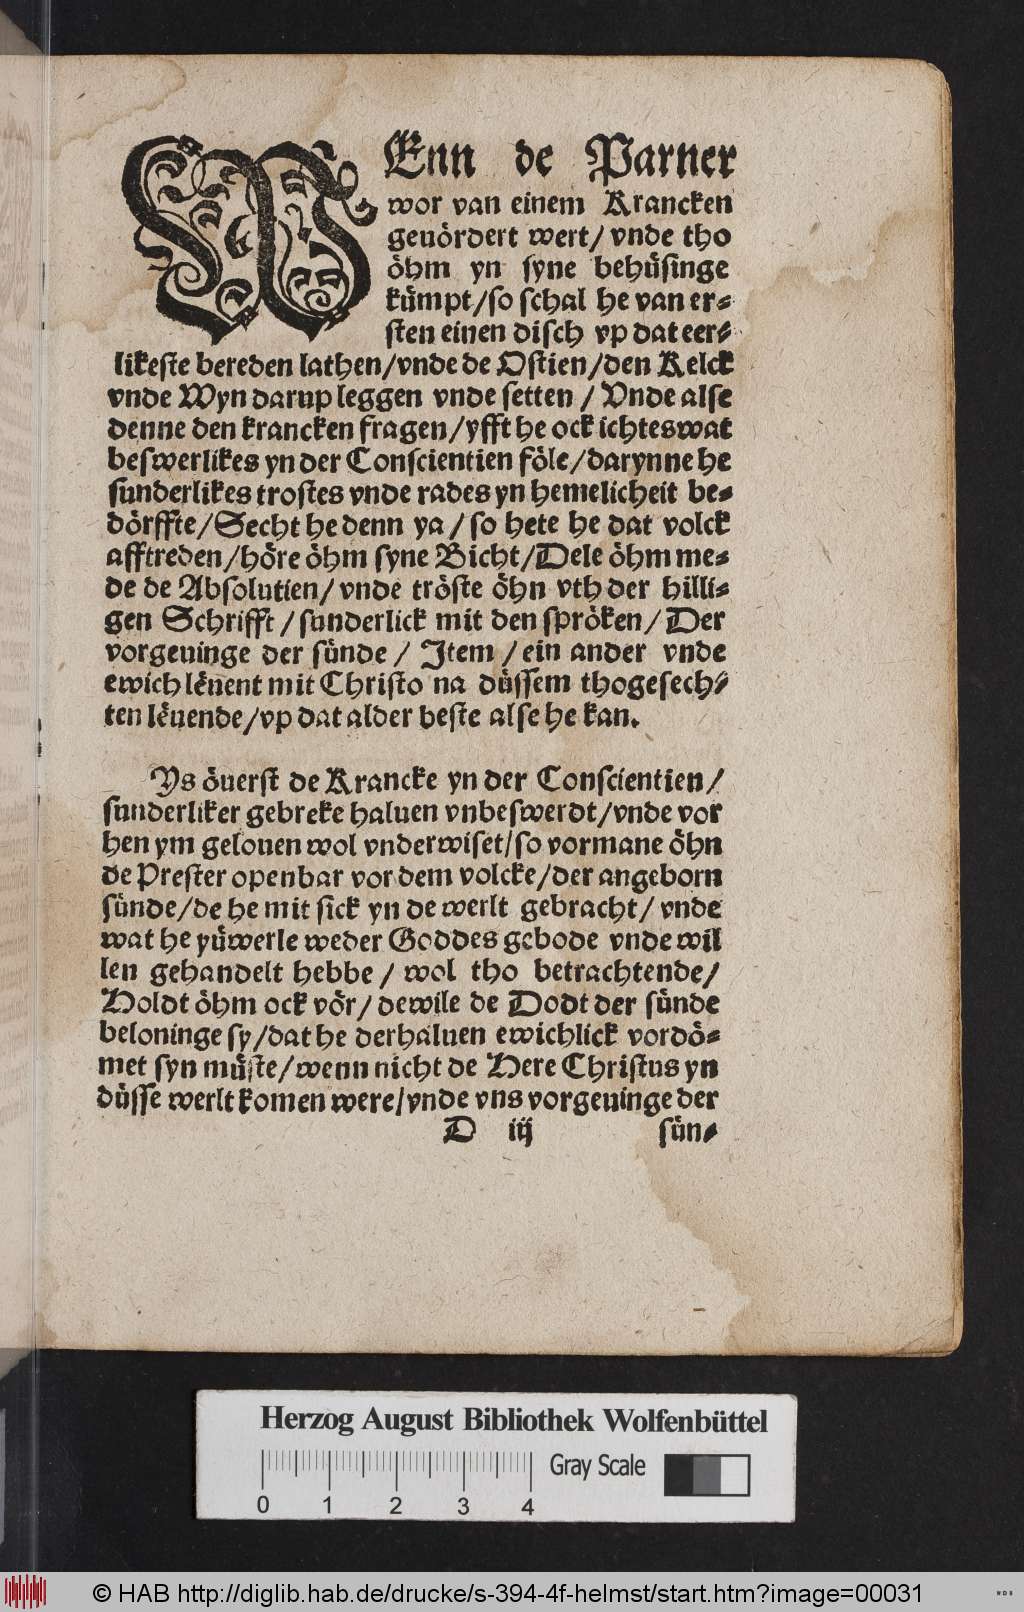 WEnn de Parner
wor van einem Krancken
geuördert wert/ vnde tho
öhm yn syne behüsinge
kümpt/so schal he van er-
sten einen disch vp dat eer-
likeste bereden lathen/vnde de Ostien/den Kelck
vnde Wyn darup leggen vnde setten / Vnde alse
denne den krancken fragen/yfft he ock ichteswat
beswerlikes yn der Conscientien föle/darynne he
sunderlikes trostes vnde rades yn hemelicheit be-
dörffte/Secht he denn ya/ so hete he dat volck
afftreden/höre öhm syne Bicht/Dele öhm me-
de de Absolutien/ vnde tröste öhn vth der hilli-
gen Schrifft/sunderlick mit den spröken/ Der
vorgeuinge der sünde / Item /ein ander vnde
ewich lëuent mit Christo na düssem thogesech-
ten lëuende/vp dat alder beste alse he kan.
Ys öuerst de Krancke yn der Conscientien/
sunderliker gebreke haluen vnbeswerdt/vnde vor
hen ym gelouen wol vnderwiset/so vormane öhn
de Prester openbar vor dem volcke/der angeborn
sünde/de he mit sick yn de werlt gebracht/ vnde
wat he yüwerle weder Goddes gebode vnde wil
len gehandelt hebbe/ wol tho betrachtende/
Holdt öhm ock vör/ dewile de Dodt der sünde
beloninge sy/dat he derhaluen ewichlick vordö-
met syn müste/wenn nicht de Here Christus yn
düsse werlt komen were/vnde vns vorgeuinge der
D iij sün-
Herzog August Bibliothek Wolfenbüttel
0 1 2 3 4 Gray Scale
© HAB http://diglib.hab.de/drucke/s-394-4f-helmst/start.htm?image=00031